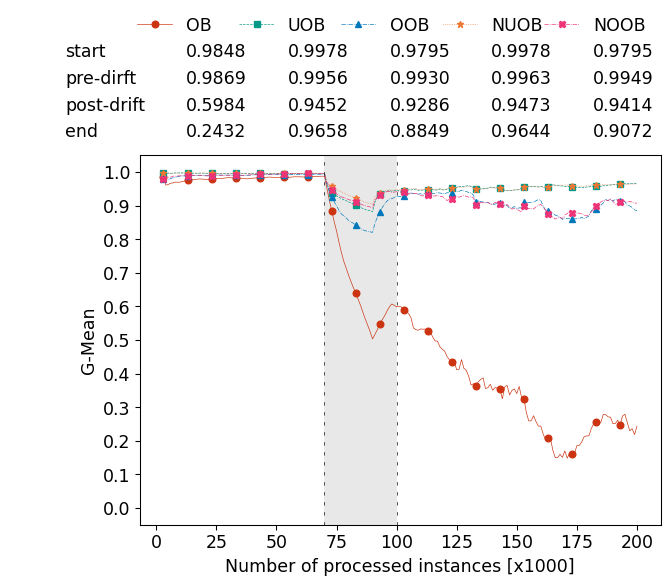 OB UOB OOB NUOB NOOB
start 0.9848 0.9978 0.9795 0.9978 0.9795
pre-dirft 0.9869 0.9956 0.9930 0.9963 0.9949
post-drift 0.5984 0.9452 0.9286 0.9473 0.9414
end 0.2432 0.9658 0.8849 0.9644 0.9072
1.0
0.9
0.8
0.7
0.6
0.5
0.4
0.3
0.2
0.1
0.0
G-Mean
0 25 50 75 100 125 150 175 200
Number of processed instances [x1000]